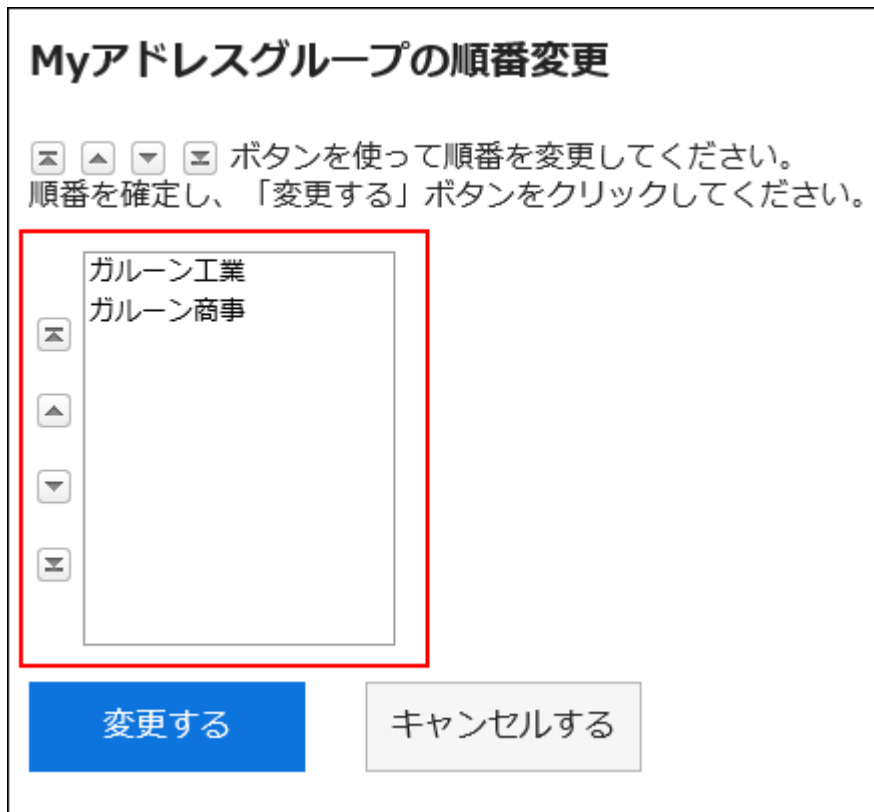 Myアドレスグループの順番変更
ボタンを使って順番を変更してください。
順番を確定し、「変更する」ボタンをクリックしてください。
ガルーン工業
ガルーン商事
変更する
キャンセルする